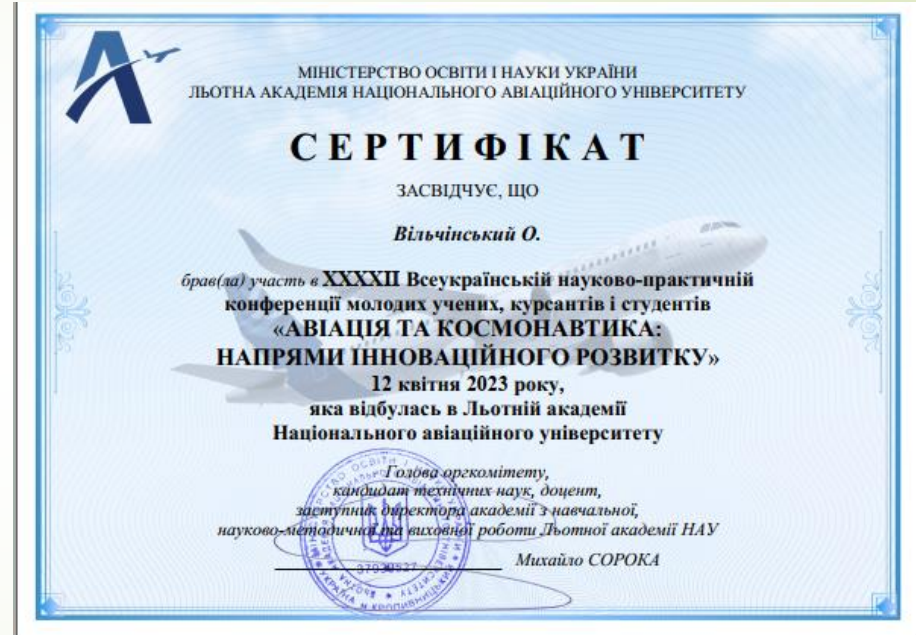 МІНІСТЕРСТВО ОСВІТИ І НАУКИ УКРАЇНИ
ЛЬОТНА АКАДЕМІЯ НАЦІОНАЛЬНОГО АВІАЦІЙНОГО УНІВЕРСИТЕТУ
СЕРТИФІКАТ
ЗАСВІДЧУЄ, ЩО
Вільчінський О.
брав(ла) участь в XXXXII Всеукраїнській науково-практичній
конференції молодих учених, курсантів і студентів
«АВІАЦІЯ ТА КОСМОНАВТИКА:
НАПРЯМИ ІННОВАЦІЙНОГО РОЗВИТКУ»
12 квітня 2023 року,
яка відбулась в Льотній академії
Національного авіаційного університету
Голова оргкомітету,
кандидат технічних наук, доцент,
заступник директора академії з навчальної,
науково-методичної та виховної роботи Льотної академії НАУ
Михайло СОРОКА